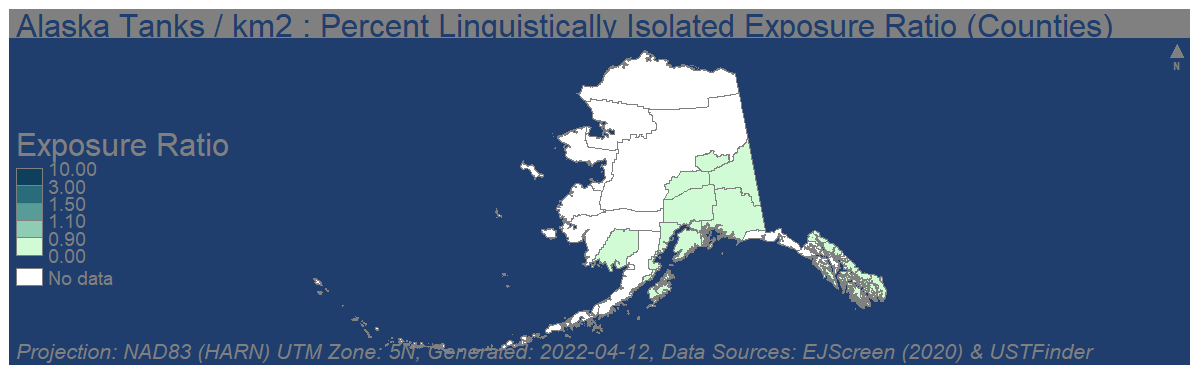 Alaska Tanks / km2 : Percent Linguistically Isolated Exposure Ratio (Counties)
N
Exposure Ratio
10.00
3.00
1.50
1.10
0.90
0.00
No data
Projection: NAD83 (HARN) UTM Zone: 5N, Generated: 2022-04-12, Data Sources: EJScreen (2020) & USTFinder